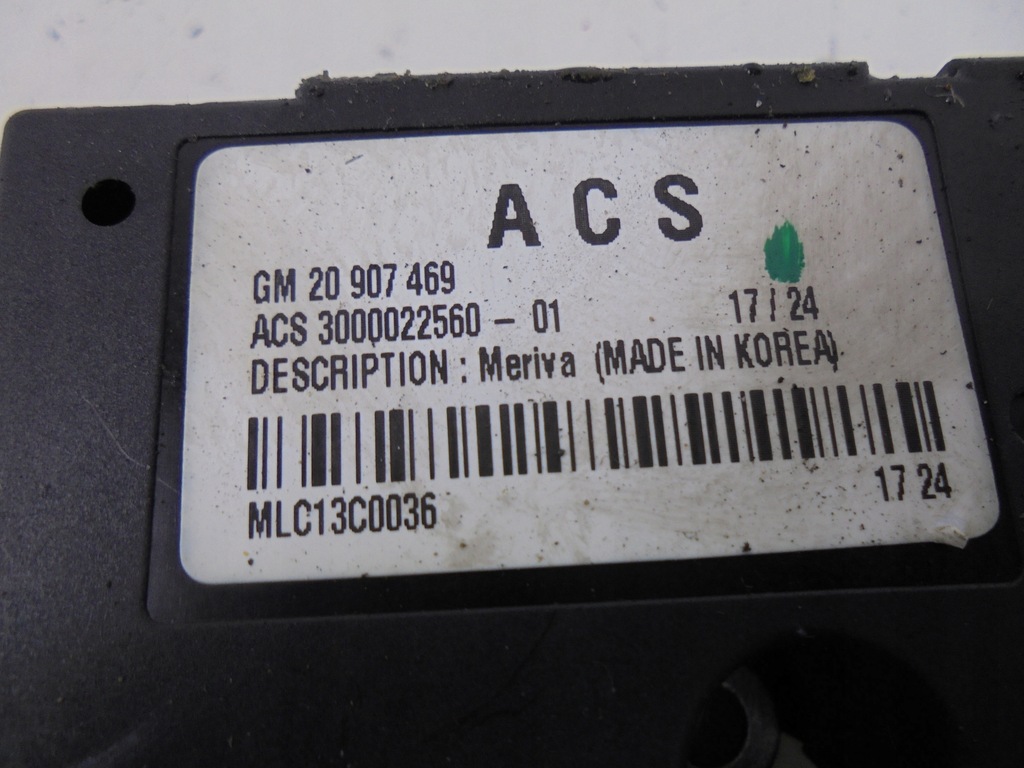 ACS
GM 20 907 469
ACS 3000022560 - 01 17 / 24
DESCRIPTION : Meriva (MADE IN KOREA)
MLC13C0036 17 24